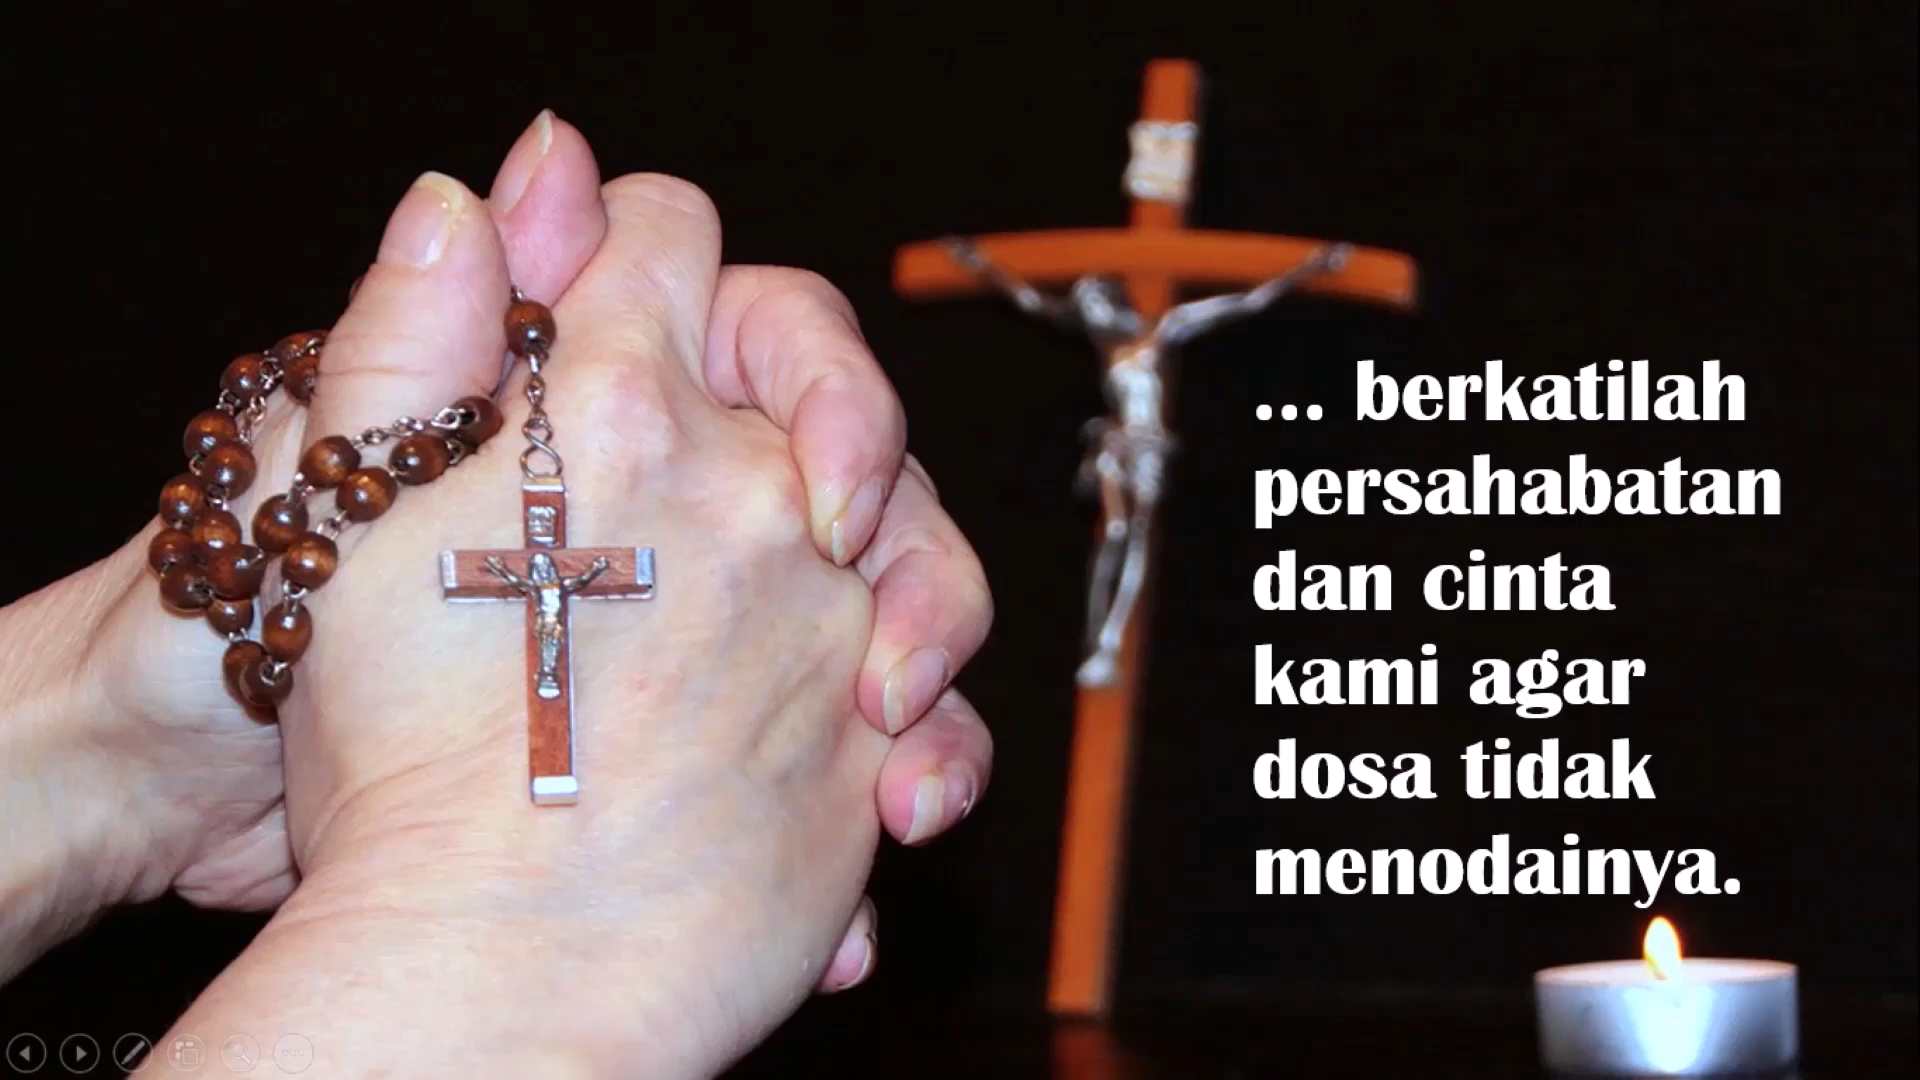 ... berkatilah
persahabatan
dan cinta
kami agar
dosa tidak
menodainya.